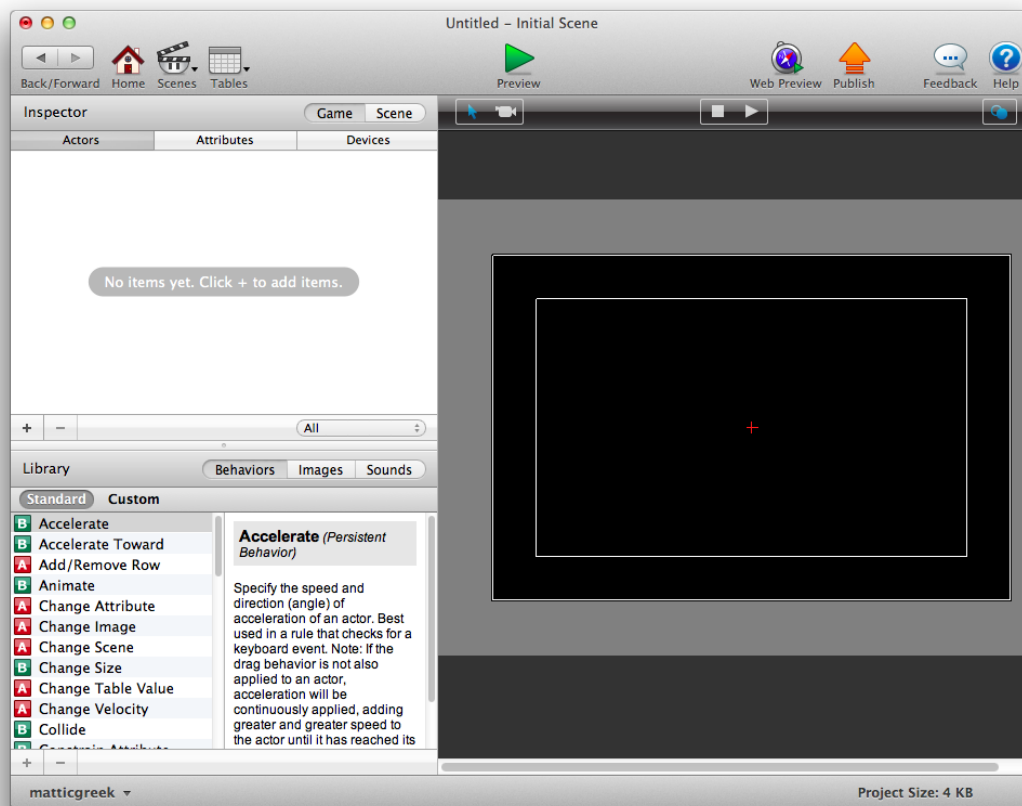 Untitled – Initial Scene
Back/Forward Home Scenes Tables Preview Web Preview Publish Feedback Help
Inspector Game Scene
Actors Attributes Devices
No items yet. Click + to add items.
+ − All
Library Behaviors Images Sounds
Standard Custom
B Accelerate
B Accelerate Toward
A Add/Remove Row
B Animate
A Change Attribute
A Change Image
A Change Scene
B Change Size
A Change Table Value
A Change Velocity
B Collide
B Constrain Attribute
Accelerate (Persistent
Behavior)
Specify the speed and
direction (angle) of
acceleration of an actor. Best
used in a rule that checks for a
keyboard event. Note: If the
drag behavior is not also
applied to an actor,
acceleration will be
continuously applied, adding
greater and greater speed to
the actor until it has reached its
+ −
matticgreek
Project Size: 4 KB